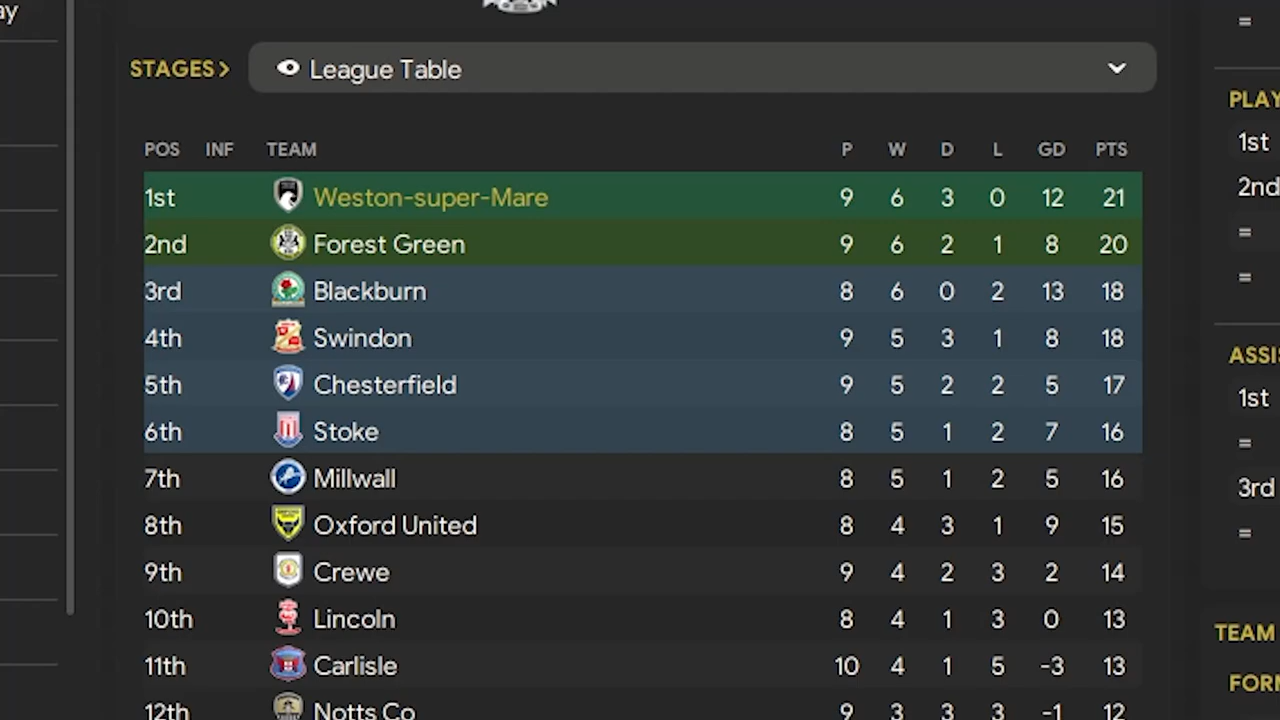 ay
STAGES> League Table
POS INF TEAM P W D L GD PTS
1st Weston-super-Mare 9 6 3 0 12 21
2nd Forest Green 9 6 2 1 8 20
3rd Blackburn 8 6 0 2 13 18
4th Swindon 9 5 3 1 8 18
5th Chesterfield 9 5 2 2 5 17
6th Stoke 8 5 1 2 7 16
7th Millwall 8 5 1 2 5 16
8th Oxford United 8 4 3 1 9 15
9th Crewe 9 4 2 3 2 14
10th Lincoln 8 4 1 3 0 13
11th Carlisle 10 4 1 5 -3 13
12th Notts Co 9 3 3 3 -1 12
=
PLAY
1st
2nd
=
=
ASSI
1st
=
3rd
=
TEAM
FORM